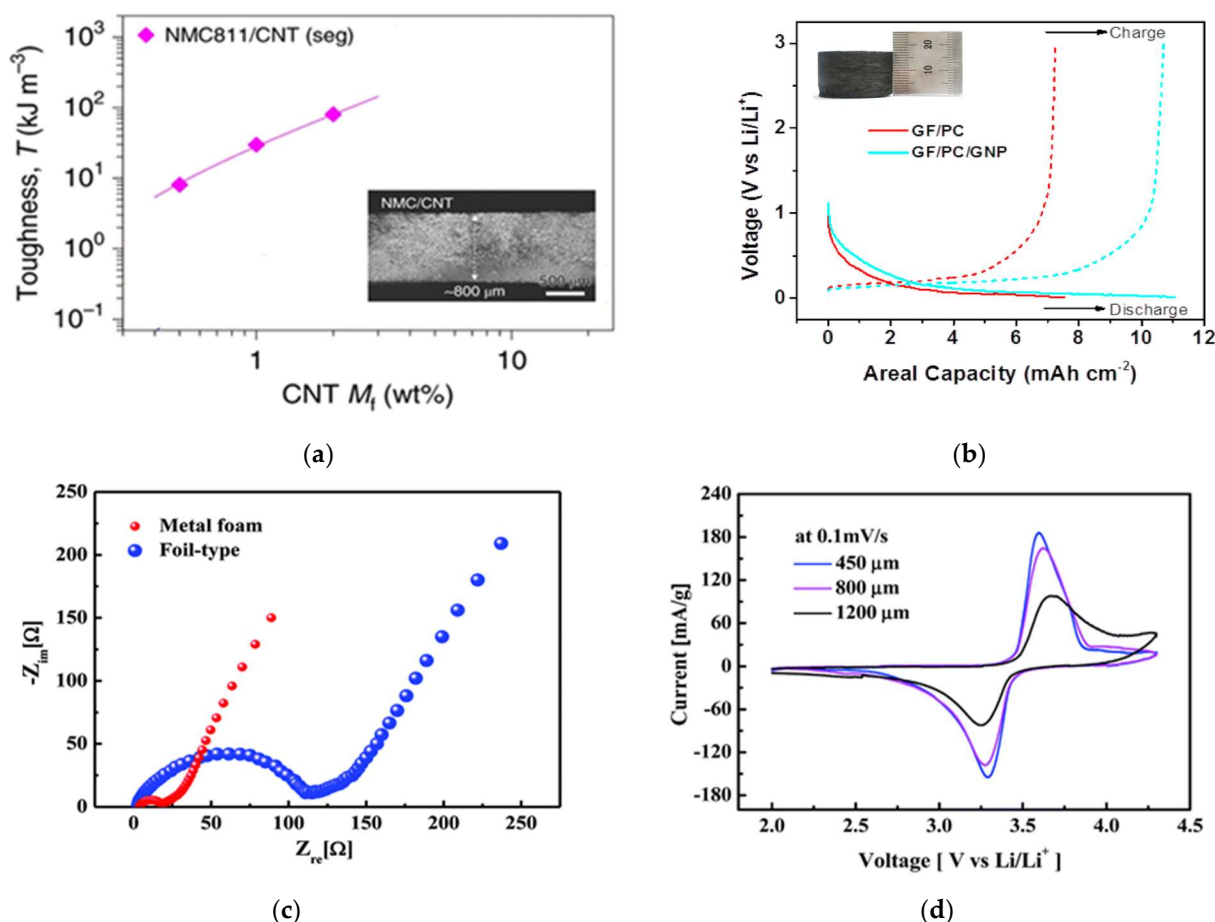 10³
10²
10¹
10⁰
10⁻¹
Toughness, T (kJ m⁻³)
NMC811/CNT (seg)
NMC/CNT
~800 μm
500 μm
1
10
CNT Mf (wt%)
(a)
3
2
1
0
Voltage (V vs Li/Li⁺)
20
10
Charge
GF/PC
GF/PC/GNP
Discharge
0 2 4 6 8 10 12
Areal Capacity (mAh cm⁻²)
(b)
250
200
150
100
50
0
-Zim[Ω]
Metal foam
Foil-type
0 50 100 150 200 250
Zre[Ω]
(c)
240
180
120
60
0
-60
-120
-180
Current [mA/g]
at 0.1mV/s
450 μm
800 μm
1200 μm
2.0 2.5 3.0 3.5 4.0 4.5
Voltage [ V vs Li/Li⁺ ]
(d)